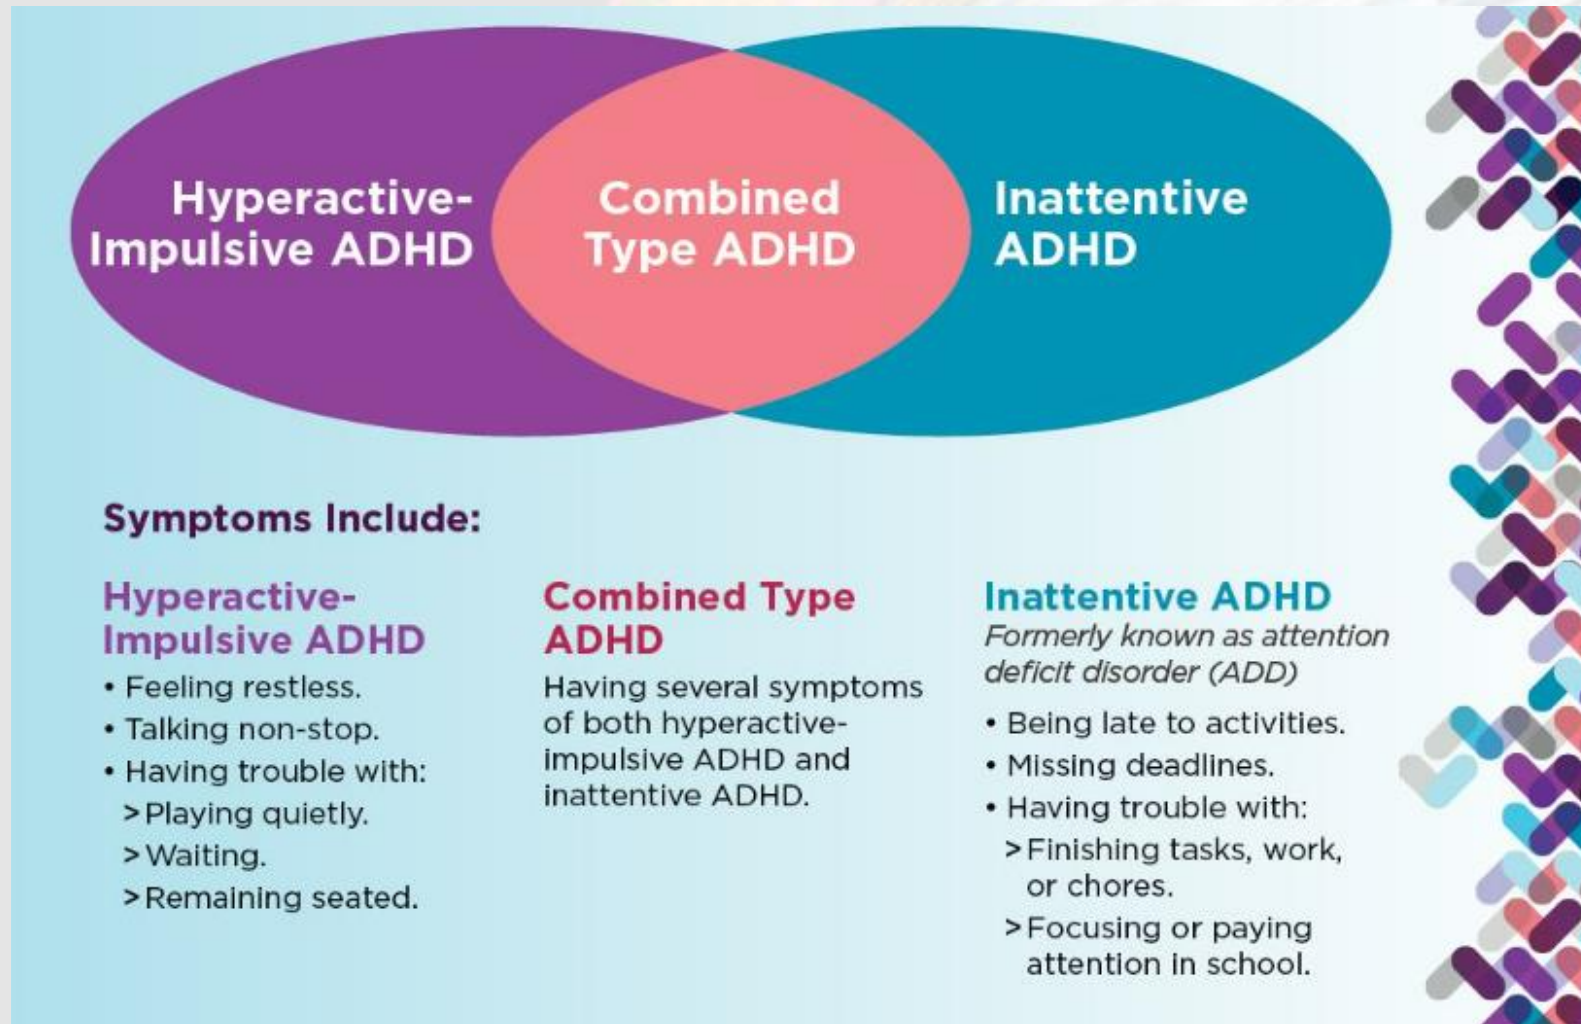 Hyperactive-
Impulsive ADHD
Combined
Type ADHD
Inattentive
ADHD
Symptoms Include:
Hyperactive-
Impulsive ADHD
• Feeling restless.
• Talking non-stop.
• Having trouble with:
> Playing quietly.
> Waiting.
> Remaining seated.
Combined Type
ADHD
Having several symptoms
of both hyperactive-
impulsive ADHD and
inattentive ADHD.
Inattentive ADHD
Formerly known as attention
deficit disorder (ADD)
• Being late to activities.
• Missing deadlines.
• Having trouble with:
> Finishing tasks, work,
or chores.
> Focusing or paying
attention in school.